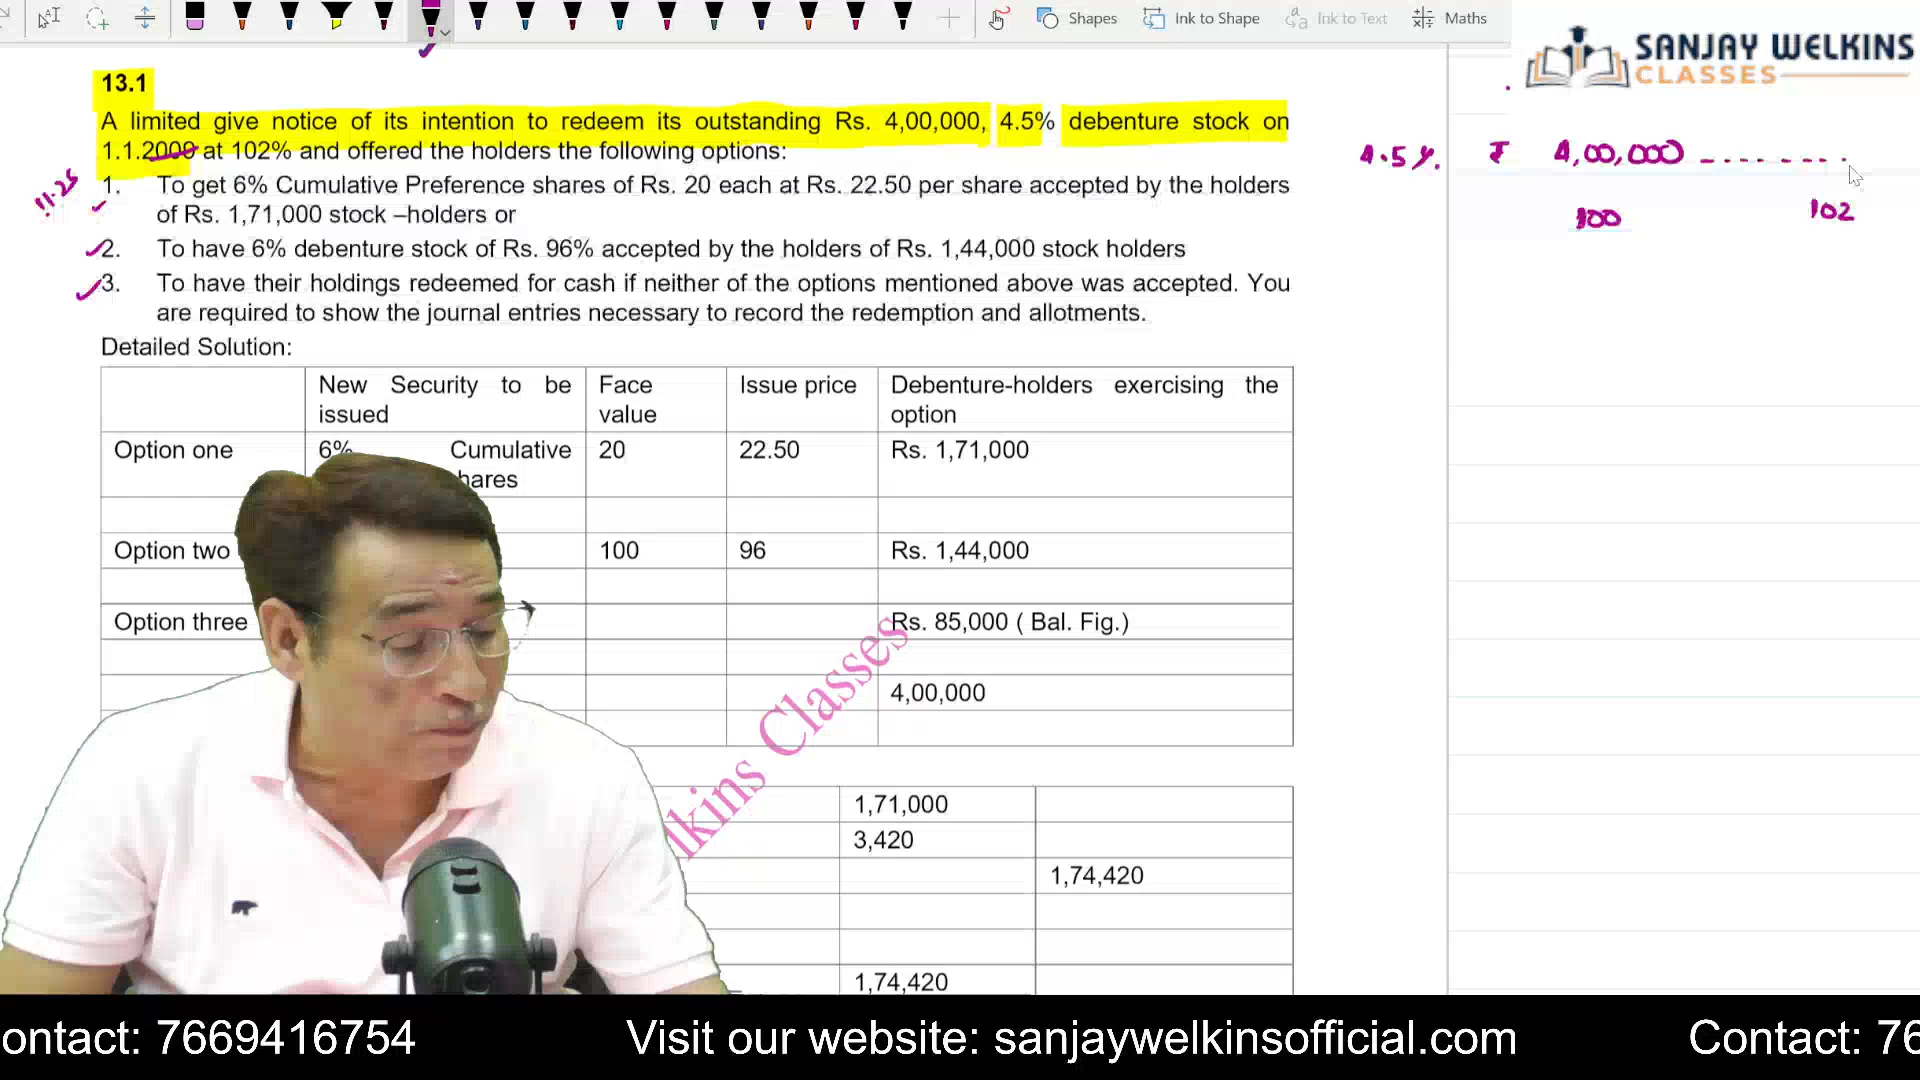 Shapes Ink to Shape Ink to Text Maths
SANJAY WELKINS
CLASSES
13.1
A limited give notice of its intention to redeem its outstanding Rs. 4,00,000, 4.5% debenture stock on
1.1.2009 at 102% and offered the holders the following options:
1.1.25
1. To get 6% Cumulative Preference shares of Rs. 20 each at Rs. 22.50 per share accepted by the holders
of Rs. 1,71,000 stock –holders or
2. To have 6% debenture stock of Rs. 96% accepted by the holders of Rs. 1,44,000 stock holders
3. To have their holdings redeemed for cash if neither of the options mentioned above was accepted. You
are required to show the journal entries necessary to record the redemption and allotments.
4.5%. ₹ 4,00,000 ---------
100 102
Detailed Solution:
New Security to be issued Face value Issue price Debenture-holders exercising the option
Option one 6% Cumulative 20 22.50 Rs. 1,71,000
hares
Option two 100 96 Rs. 1,44,000
Option three Rs. 85,000 ( Bal. Fig.)
4,00,000
lkins Classes
1,71,000
3,420
1,74,420
1,74,420
ontact: 7669416754 Visit our website: sanjaywelkinsofficial.com Contact: 76